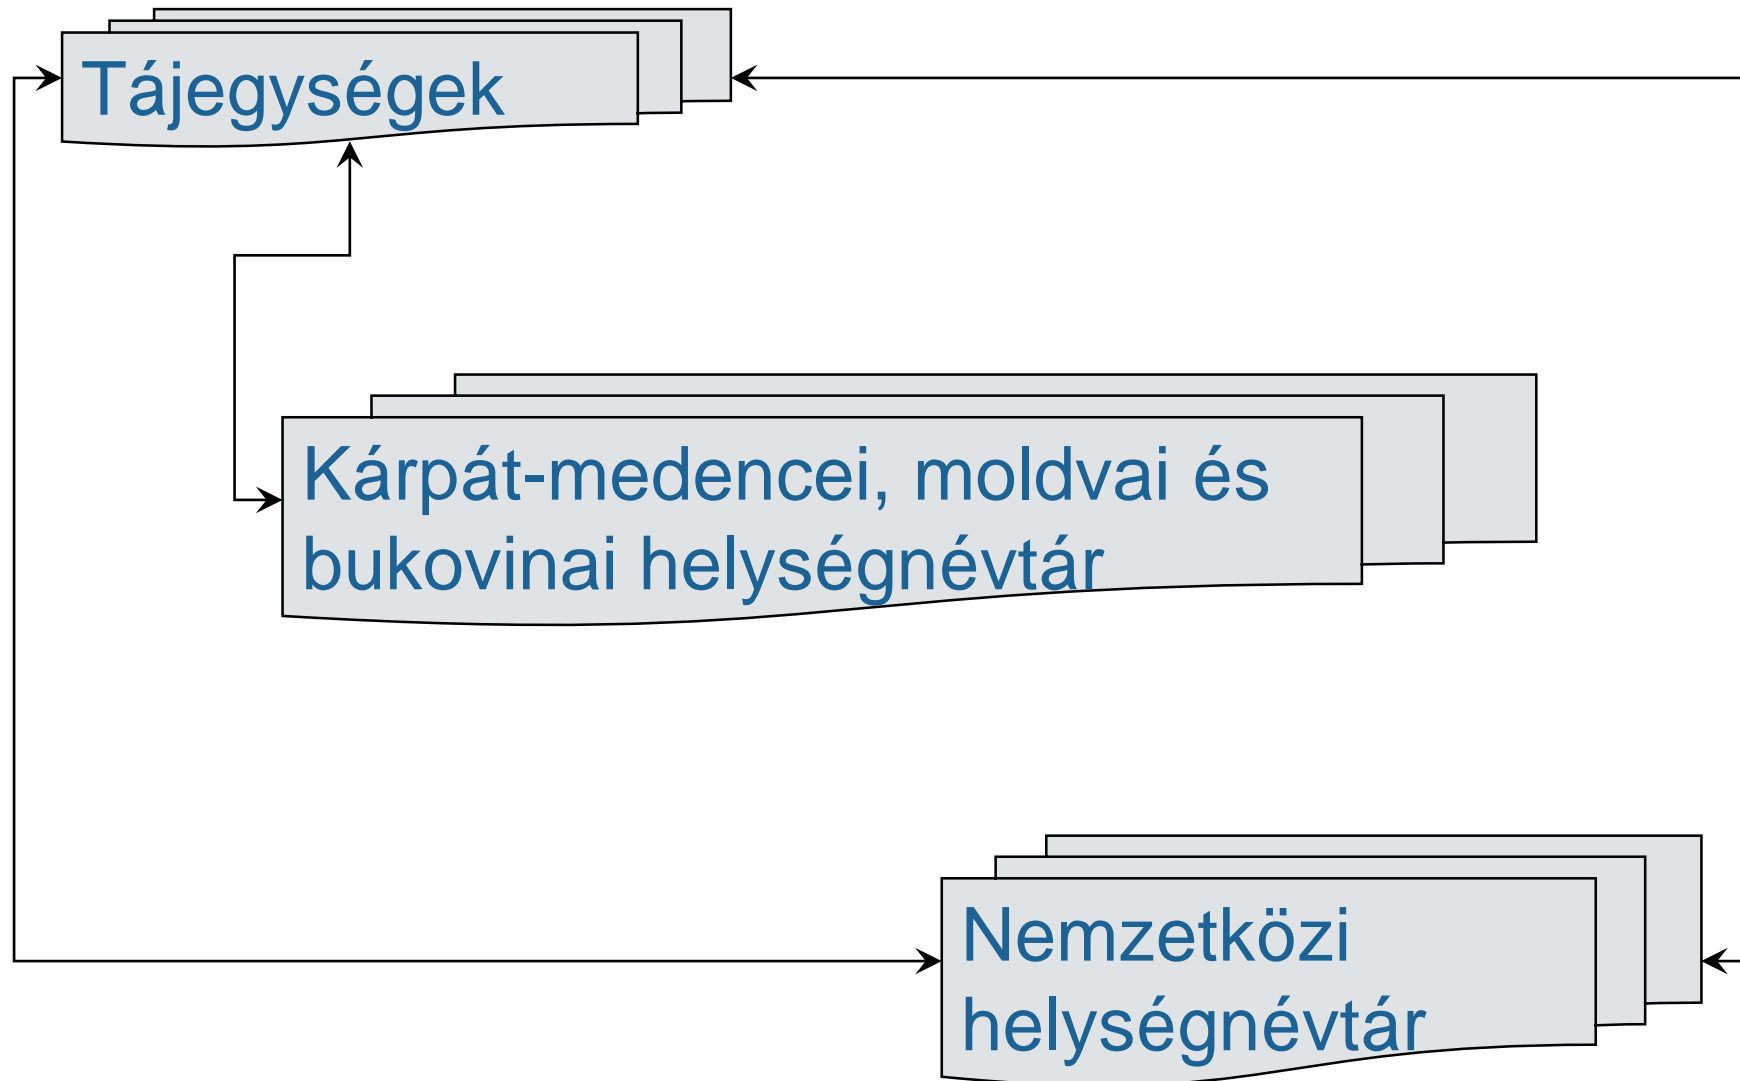 Tájegységek
Kárpát-medencei, moldvai és
bukovinai helységnévtár
Nemzetközi
helységnévtár